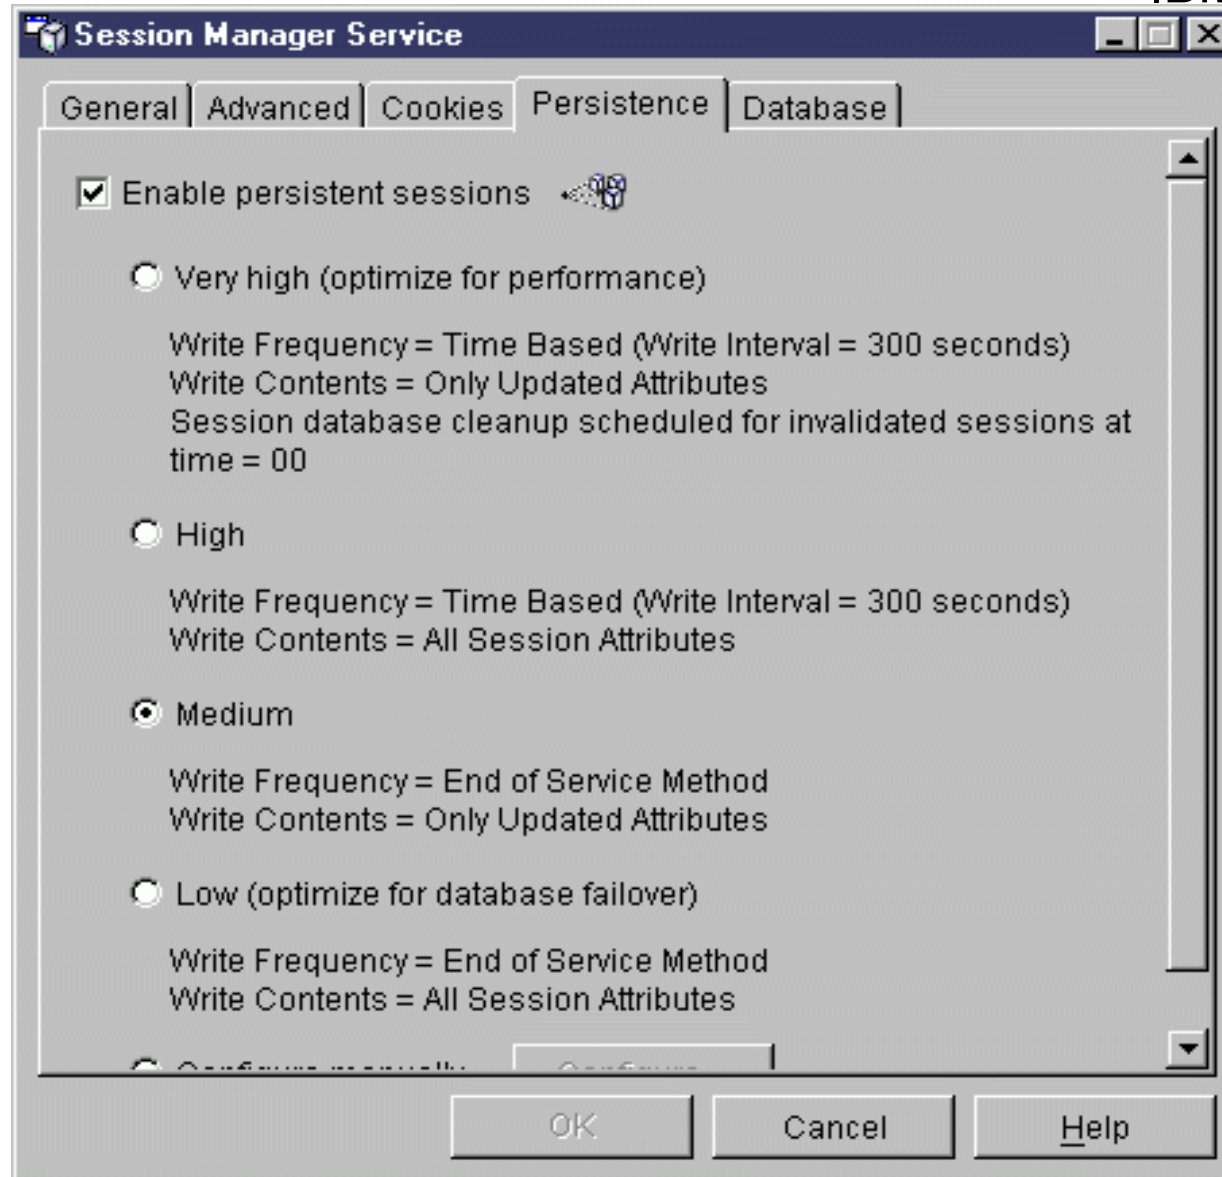 Session Manager Service
General Advanced Cookies Persistence Database
Enable persistent sessions
Very high (optimize for performance)
Write Frequency = Time Based (Write Interval = 300 seconds)
Write Contents = Only Updated Attributes
Session database cleanup scheduled for invalidated sessions at
time = 00
High
Write Frequency = Time Based (Write Interval = 300 seconds)
Write Contents = All Session Attributes
Medium
Write Frequency = End of Service Method
Write Contents = Only Updated Attributes
Low (optimize for database failover)
Write Frequency = End of Service Method
Write Contents = All Session Attributes
Configure manually
OK Cancel Help